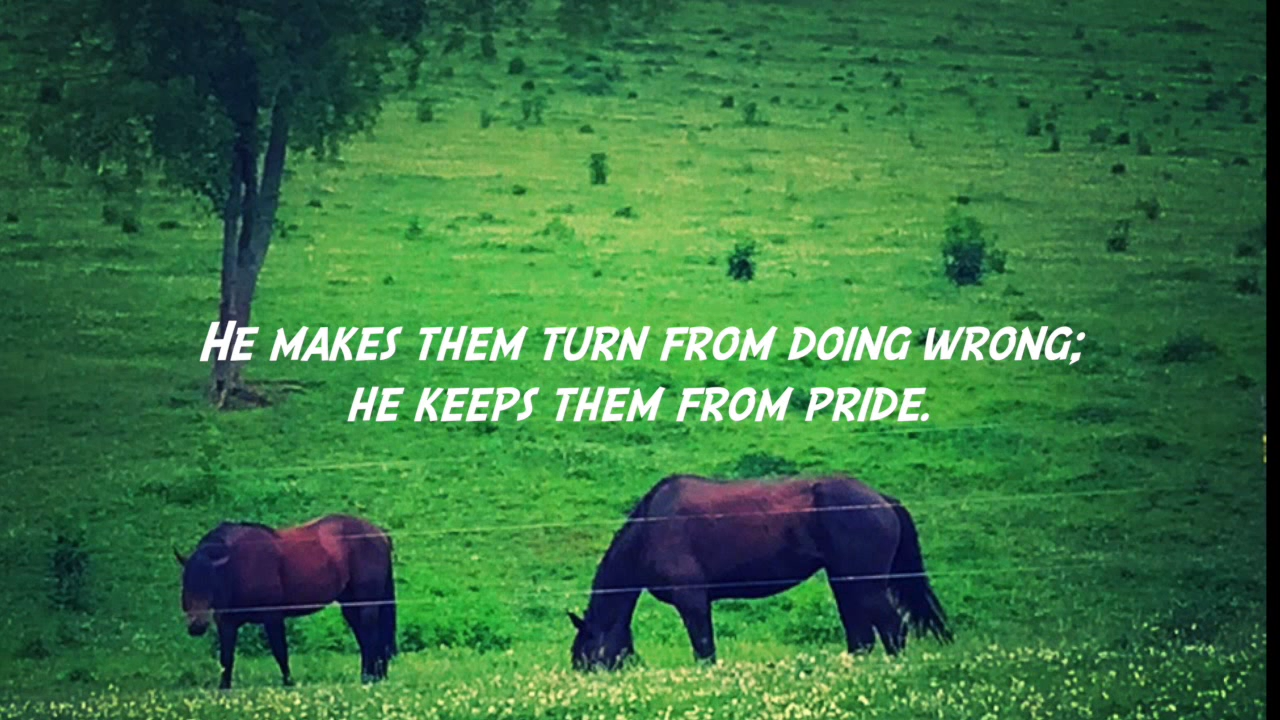 He makes them turn from doing wrong;
he keeps them from pride.